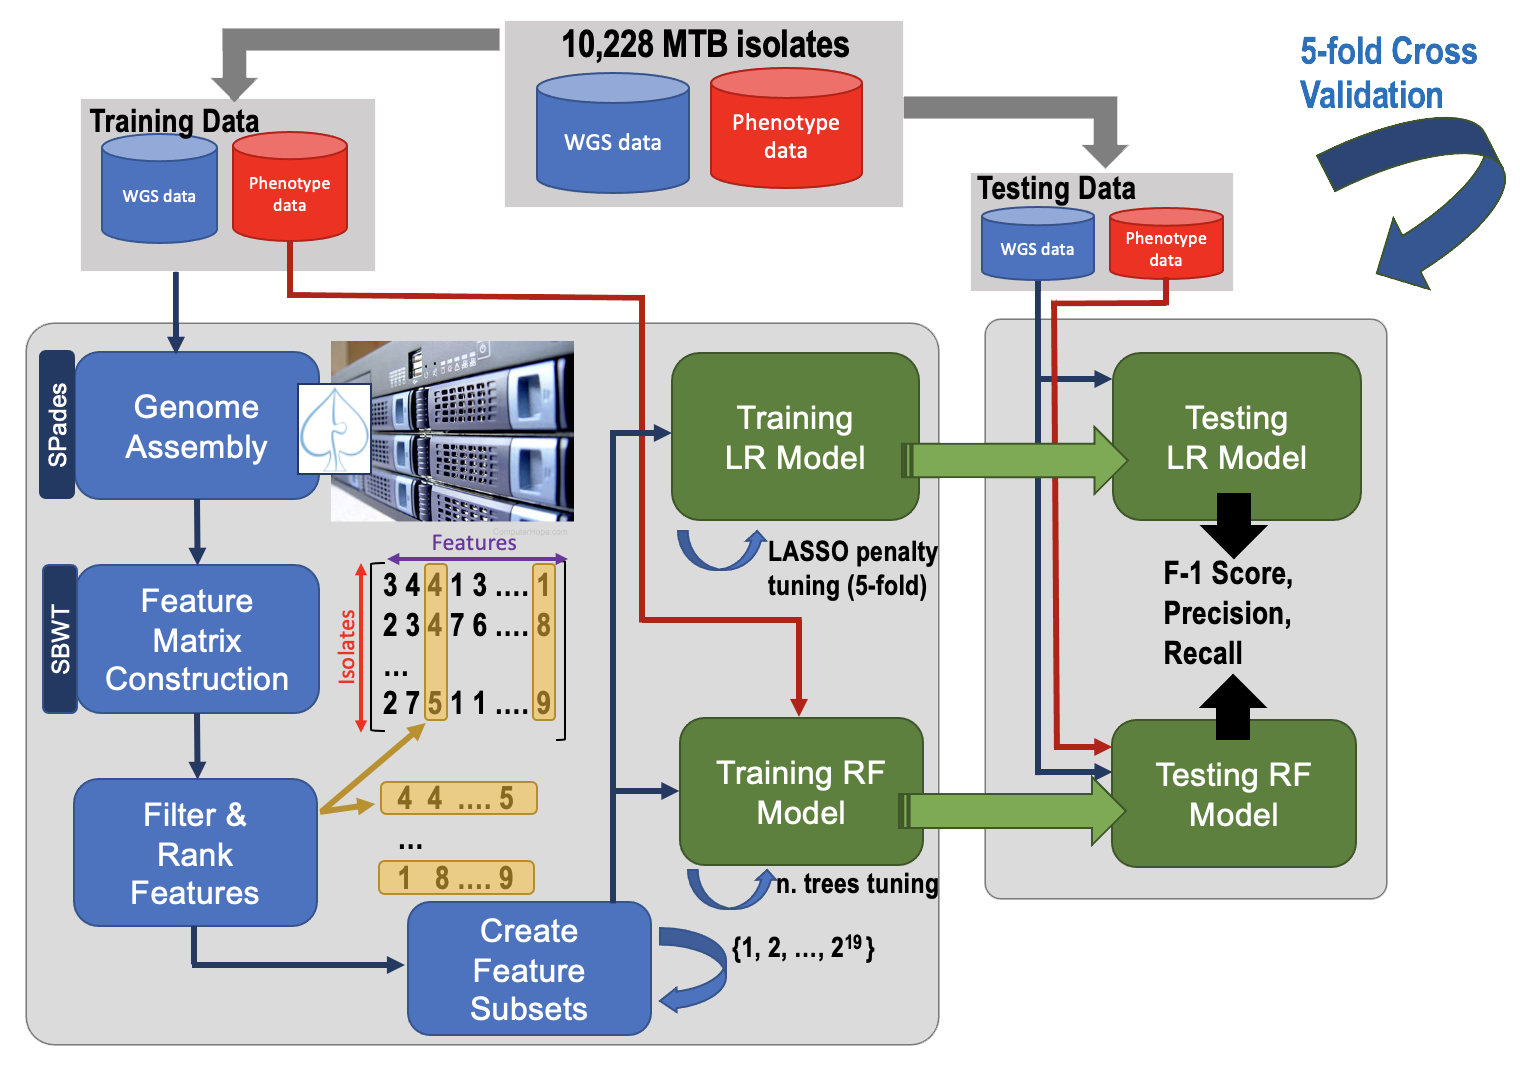 10,228 MTB isolates
WGS data
Phenotype
data
5-fold Cross
Validation
Training Data
WGS data
Phenotype
data
Testing Data
WGS data
Phenotype
data
SPades
Genome
Assembly
ComputerHope.com
SBWT
Feature
Matrix
Construction
Features
Isolates
3 4 4 1 3 .... 1
2 3 4 7 6 .... 8
...
2 7 5 1 1 .... 9
Filter &
Rank
Features
4 4 .... 5
...
1 8 .... 9
Create
Feature
Subsets
{1, 2, ..., 2¹⁹ }
Training
LR Model
LASSO penalty
tuning (5-fold)
Training RF
Model
n. trees tuning
Testing
LR Model
F-1 Score,
Precision,
Recall
Testing RF
Model